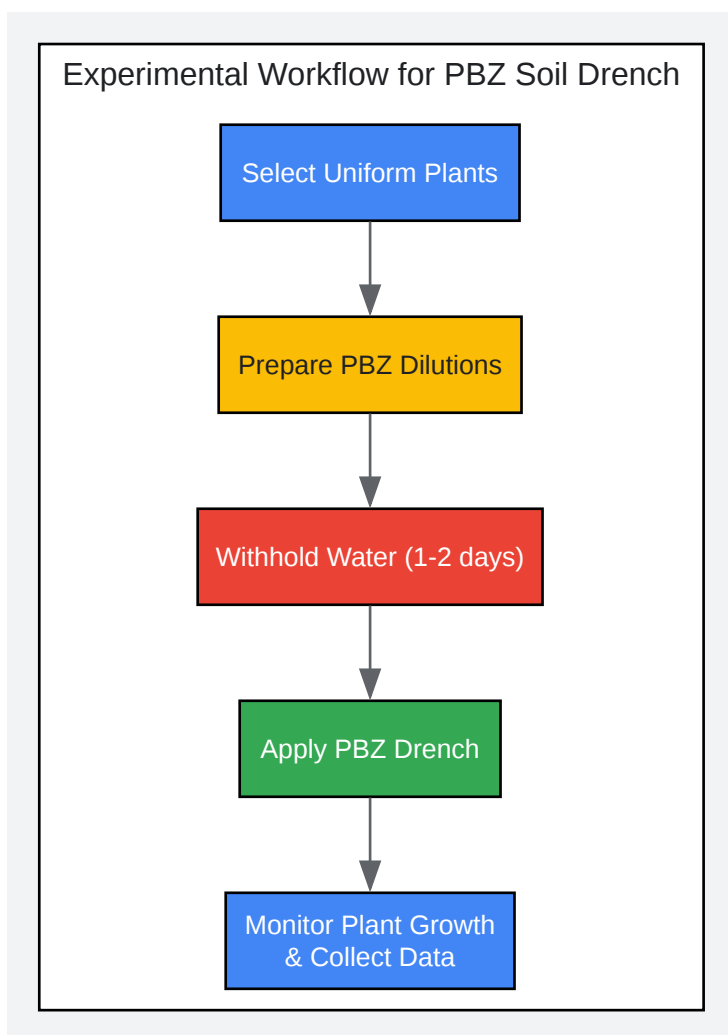 Experimental Workflow for PBZ Soil Drench
Select Uniform Plants
Prepare PBZ Dilutions
Withhold Water (1-2 days)
Apply PBZ Drench
Monitor Plant Growth
& Collect Data